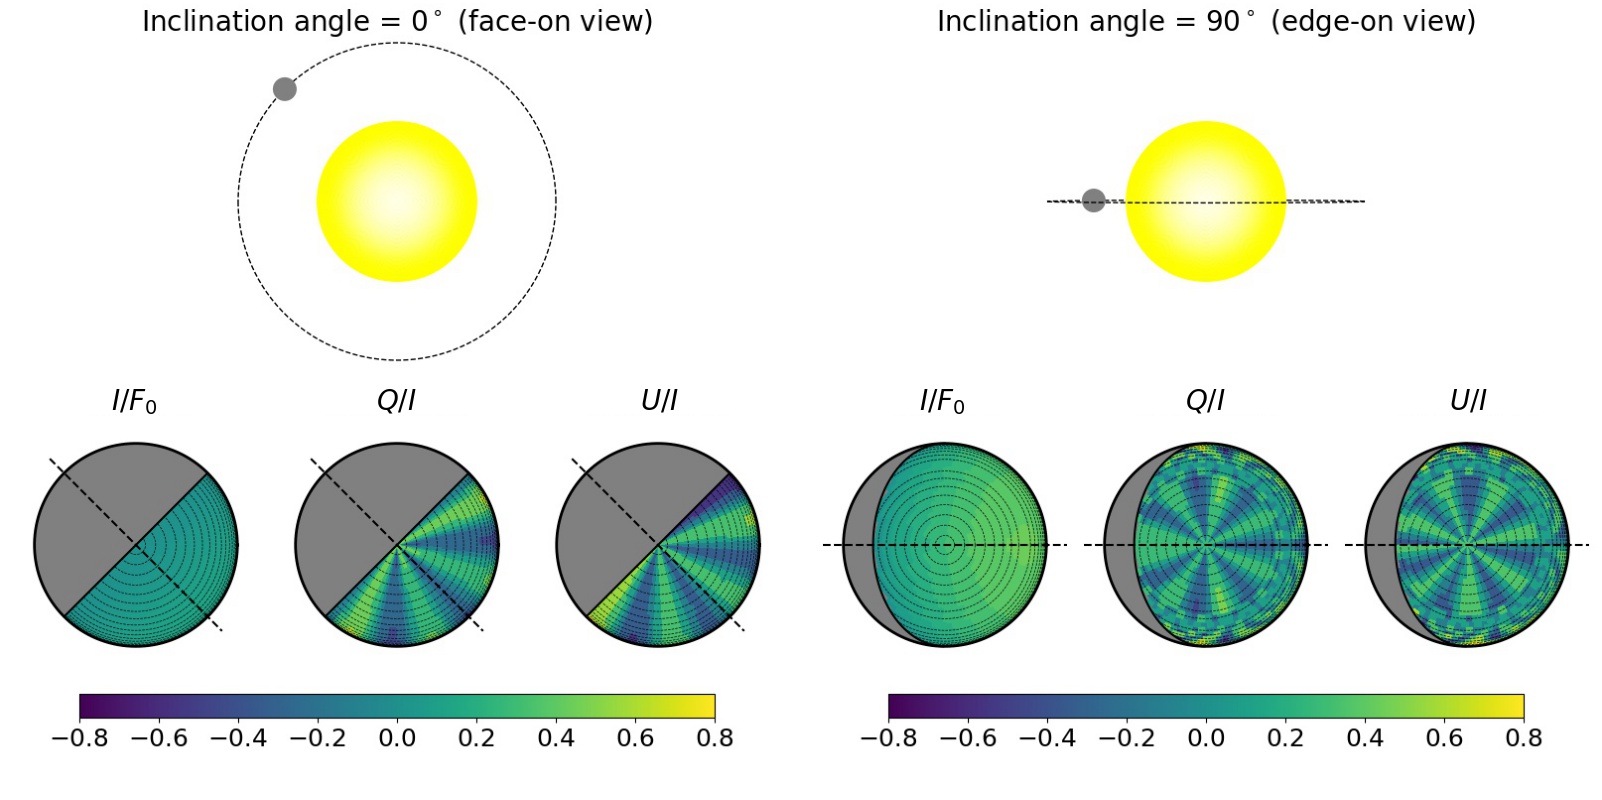 Inclination angle = 0° (face-on view)
Inclination angle = 90° (edge-on view)
I/F₀ Q/I U/I
I/F₀ Q/I U/I
−0.8 −0.6 −0.4 −0.2 0.0 0.2 0.4 0.6 0.8
−0.8 −0.6 −0.4 −0.2 0.0 0.2 0.4 0.6 0.8